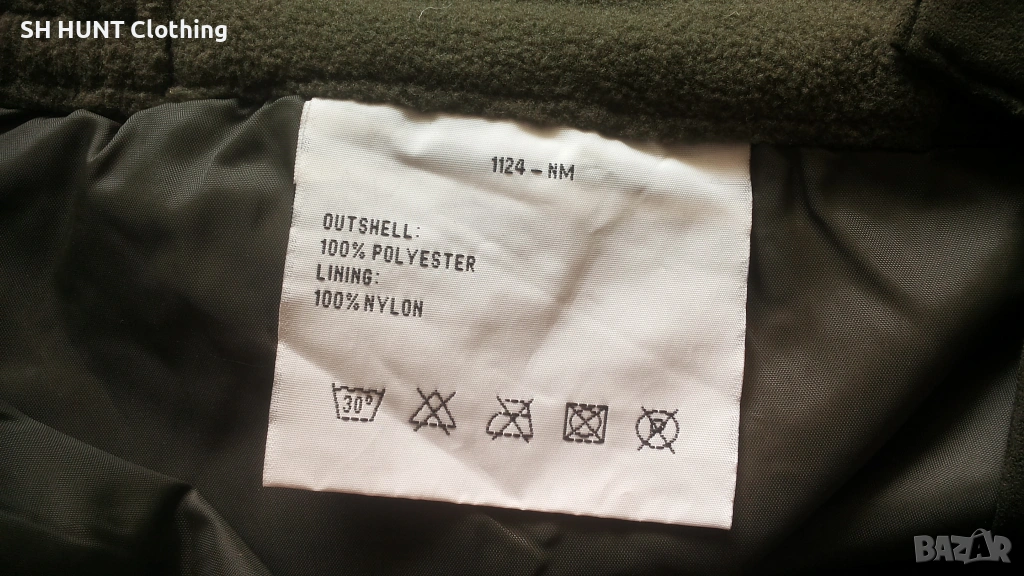 SH HUNT Clothing
1124 - NM
OUTSHELL:
100% POLYESTER
LINING:
100% NYLON
30°
P
BAZAR